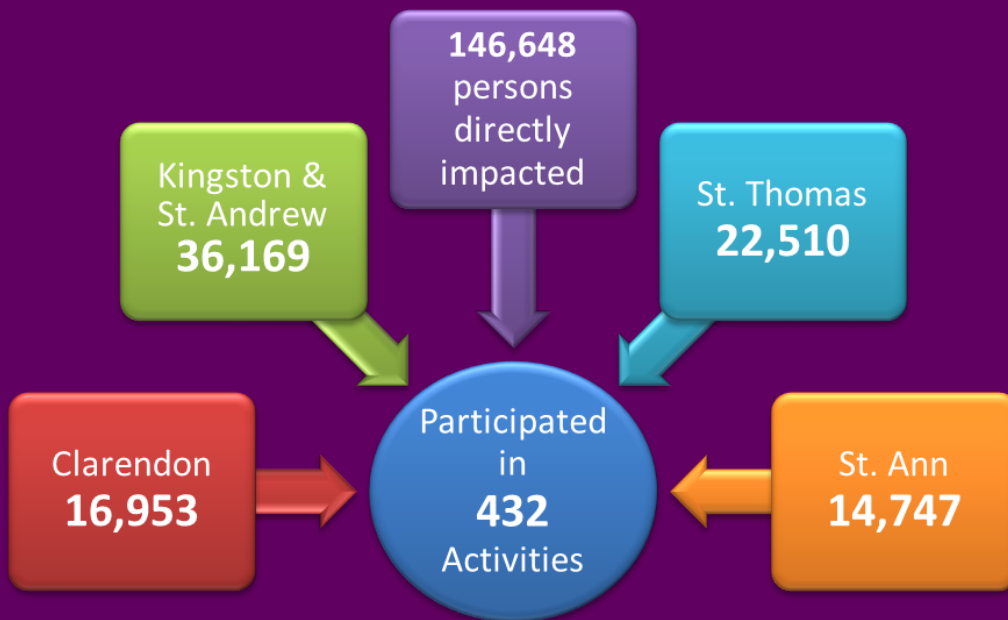 146,648
persons
directly
impacted
Kingston &
St. Andrew
36,169
St. Thomas
22,510
Clarendon
16,953
Participated
in
432
Activities
St. Ann
14,747